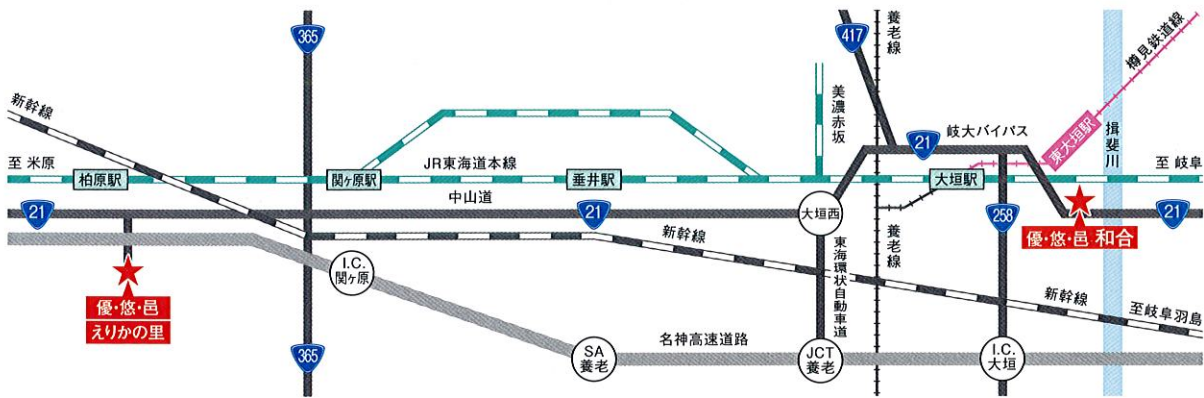 365
417
養老線
樽見鉄道線
新幹線
美濃赤坂
岐大バイパス
21
東大垣駅
揖斐川
至 米原
JR東海道本線
至 岐阜
柏原駅
関ヶ原駅
垂井駅
大垣駅
中山道
21
21
大垣西
258
21
優・悠・邑 和合
新幹線
東海環状自動車道
養老線
I.C.
関ヶ原
優・悠・邑
えりかの里
新幹線
至岐阜羽島
365
SA
養老
名神高速道路
JCT
養老
I.C.
大垣